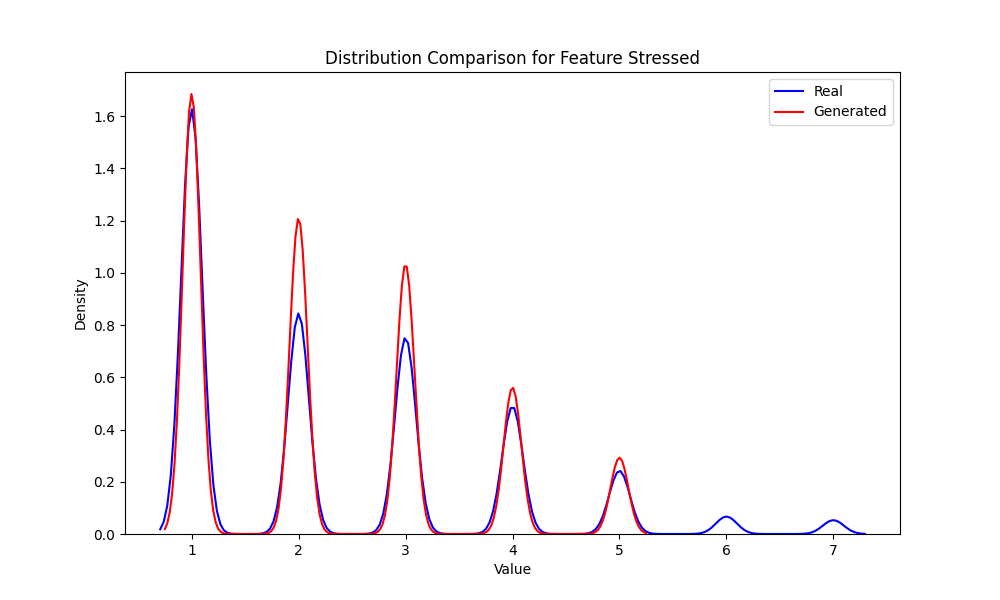 Distribution Comparison for Feature Stressed
Real
Generated
1.6
1.4
1.2
1.0
0.8
0.6
0.4
0.2
0.0
Density
1 2 3 4 5 6 7
Value